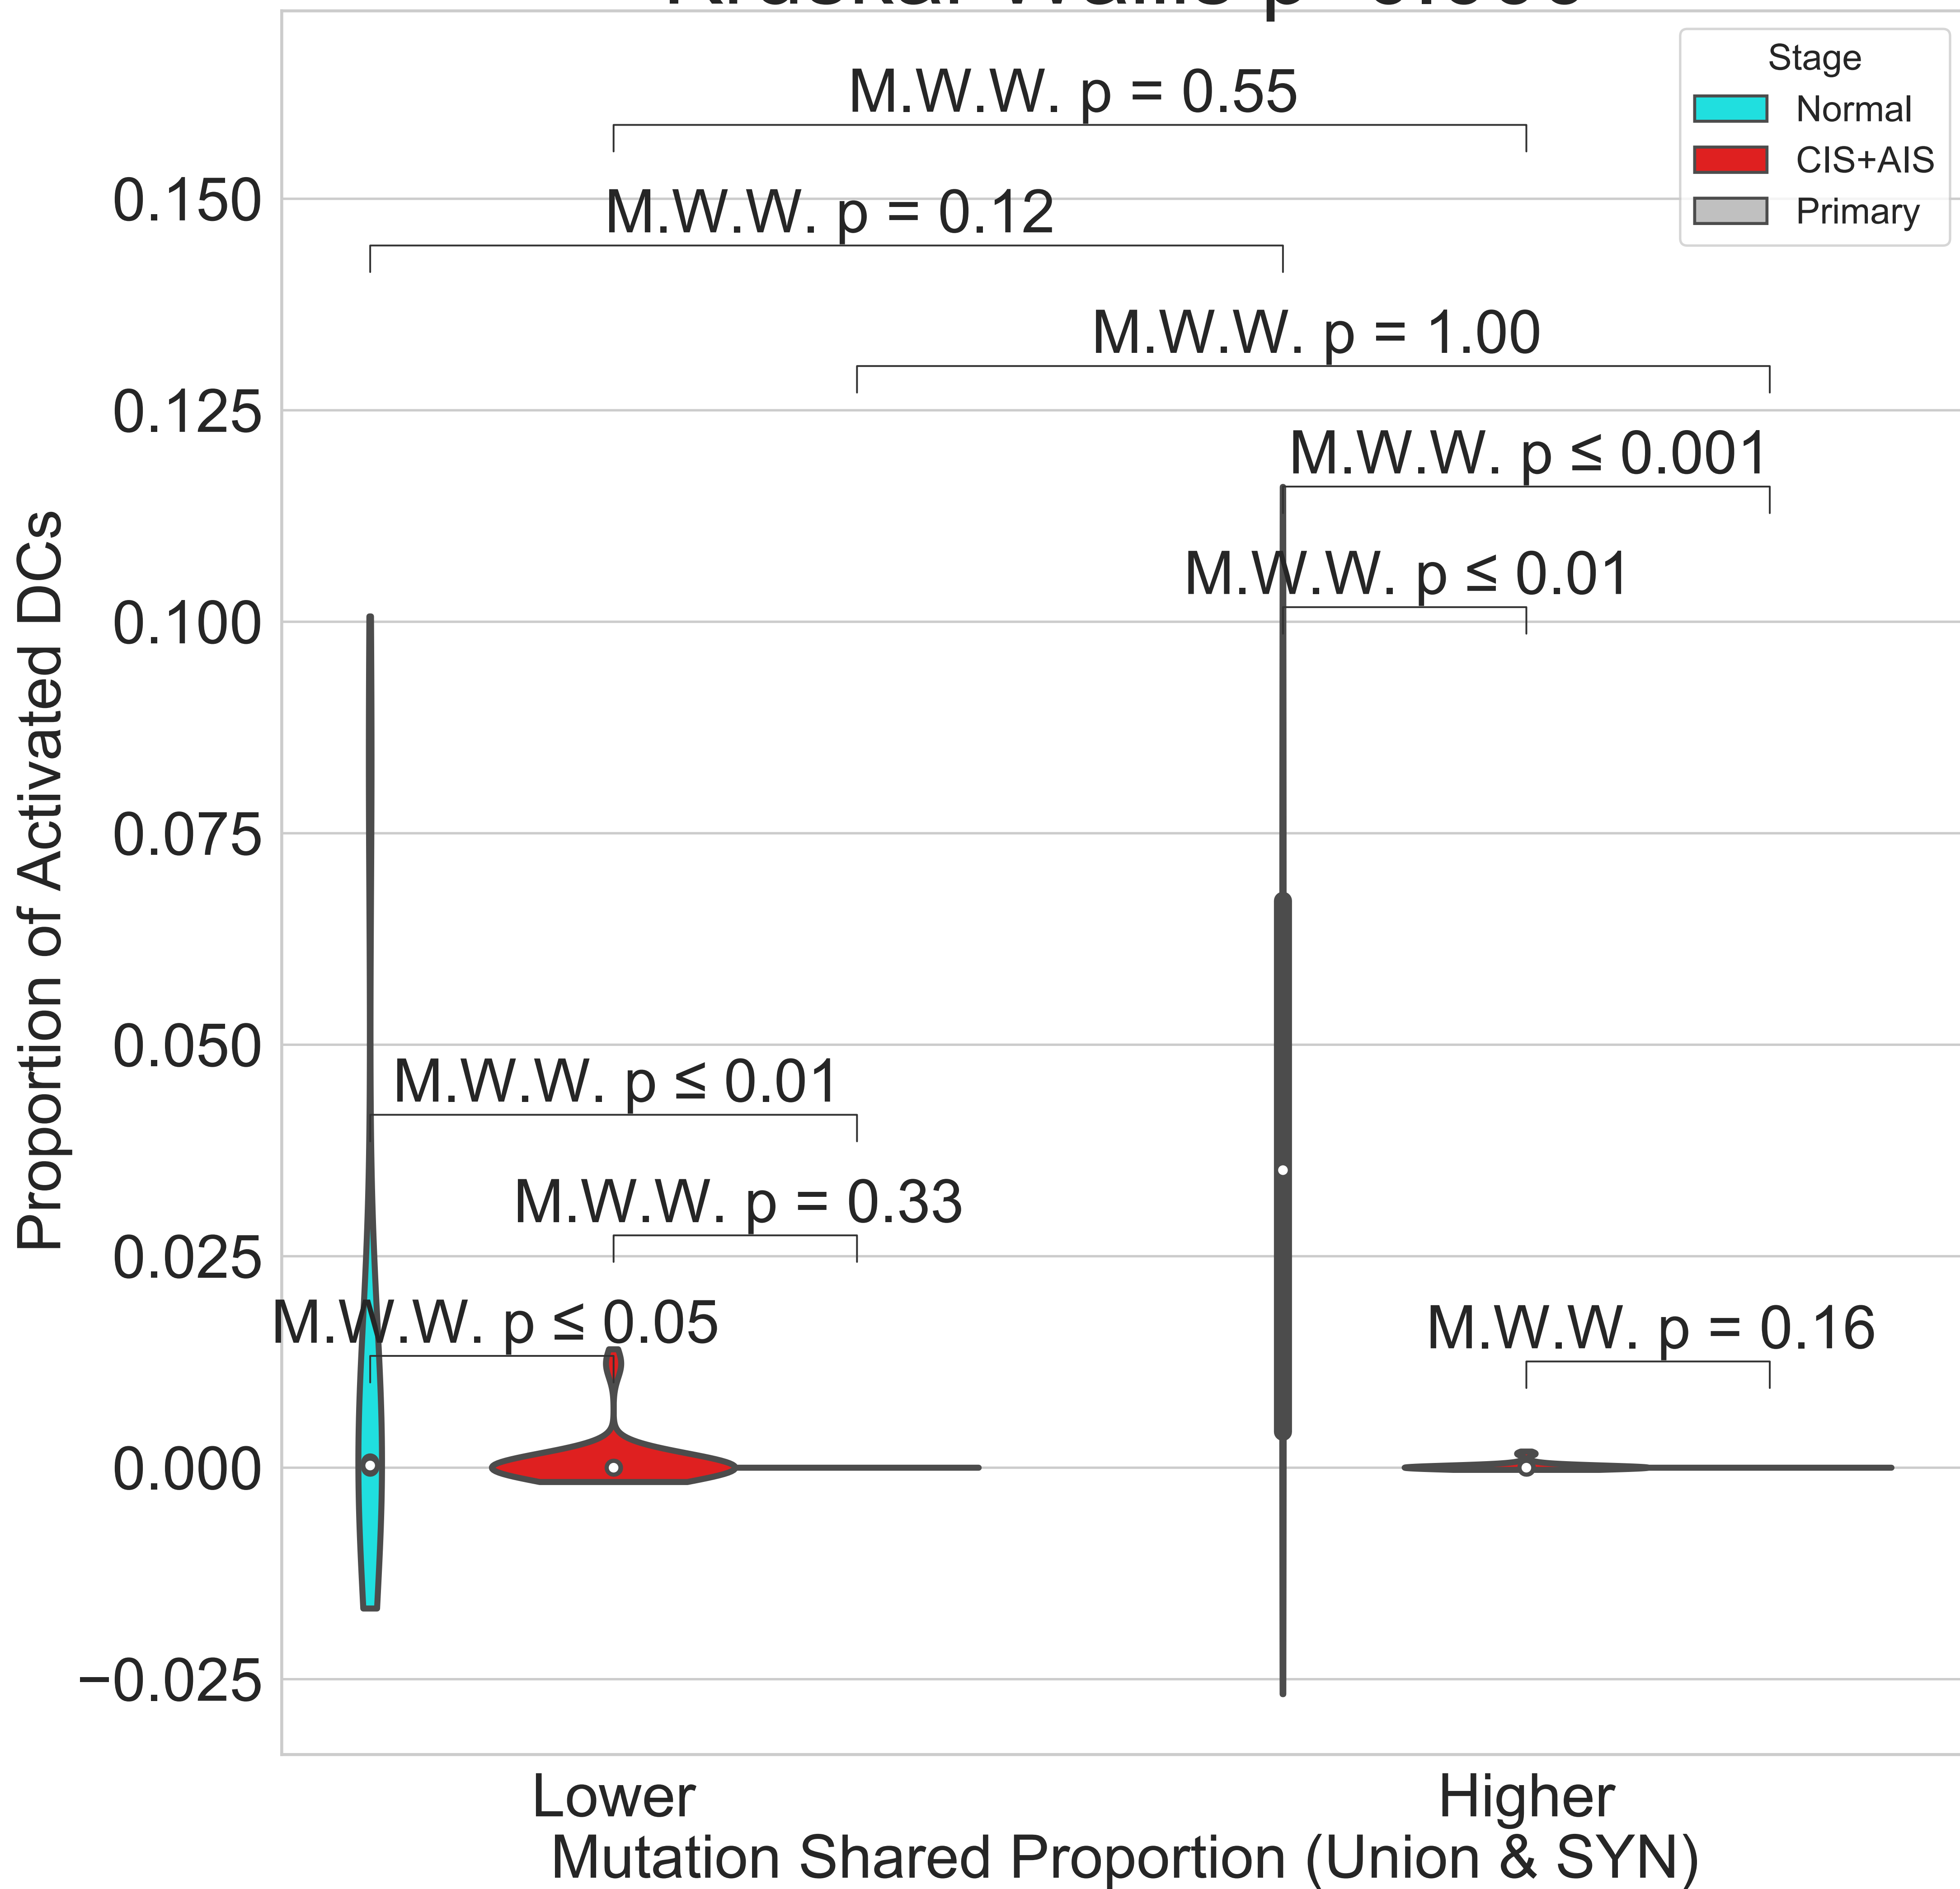 Stage
Normal
CIS+AIS
Primary
M.W.W. p = 0.55
M.W.W. p = 0.12
M.W.W. p = 1.00
M.W.W. p ≤ 0.001
M.W.W. p ≤ 0.01
M.W.W. p ≤ 0.01
M.W.W. p = 0.33
M.W.W. p ≤ 0.05
M.W.W. p = 0.16
0.150
0.125
0.100
0.075
0.050
0.025
0.000
−0.025
Proportion of Activated DCs
Lower
Higher
Mutation Shared Proportion (Union & SYN)